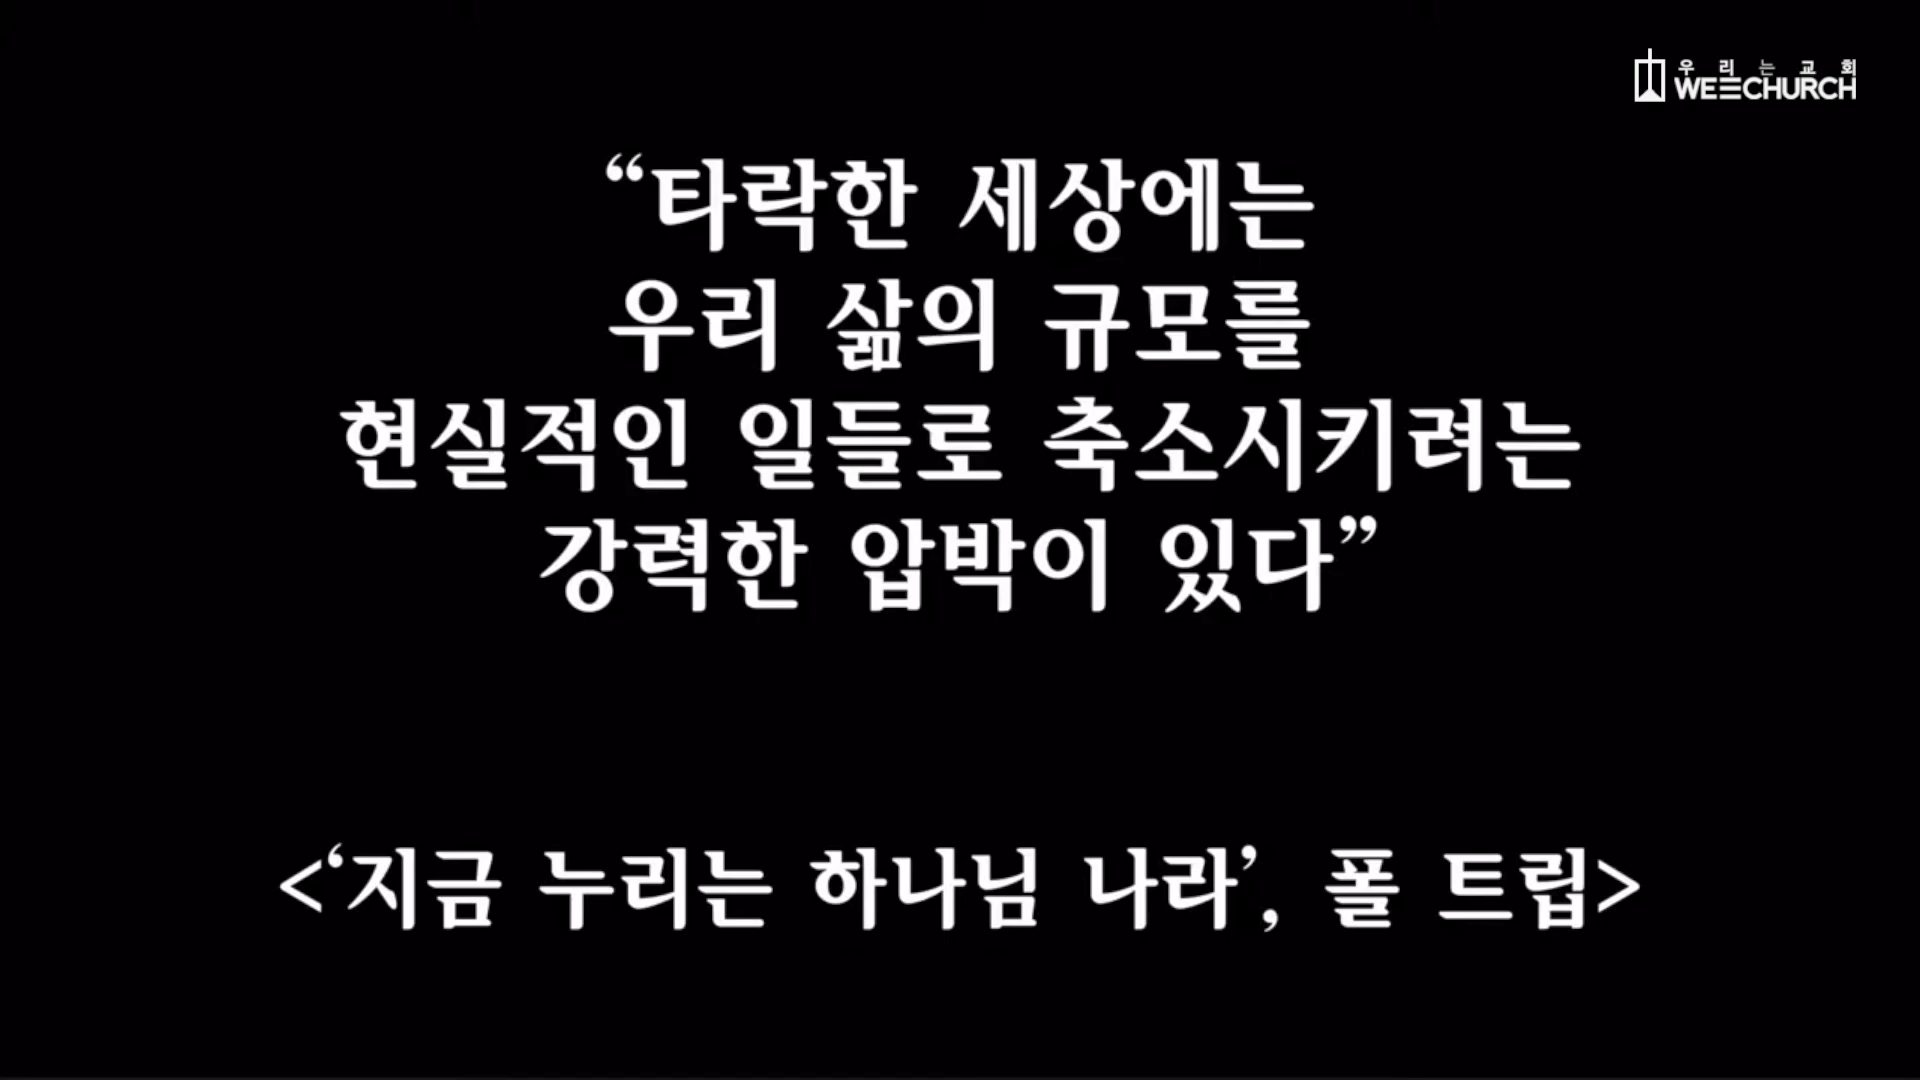 우리는교회
WECHURCH
“타락한 세상에는
우리 삶의 규모를
현실적인 일들로 축소시키려는
강력한 압박이 있다”
<‘지금 누리는 하나님 나라’, 폴 트립>